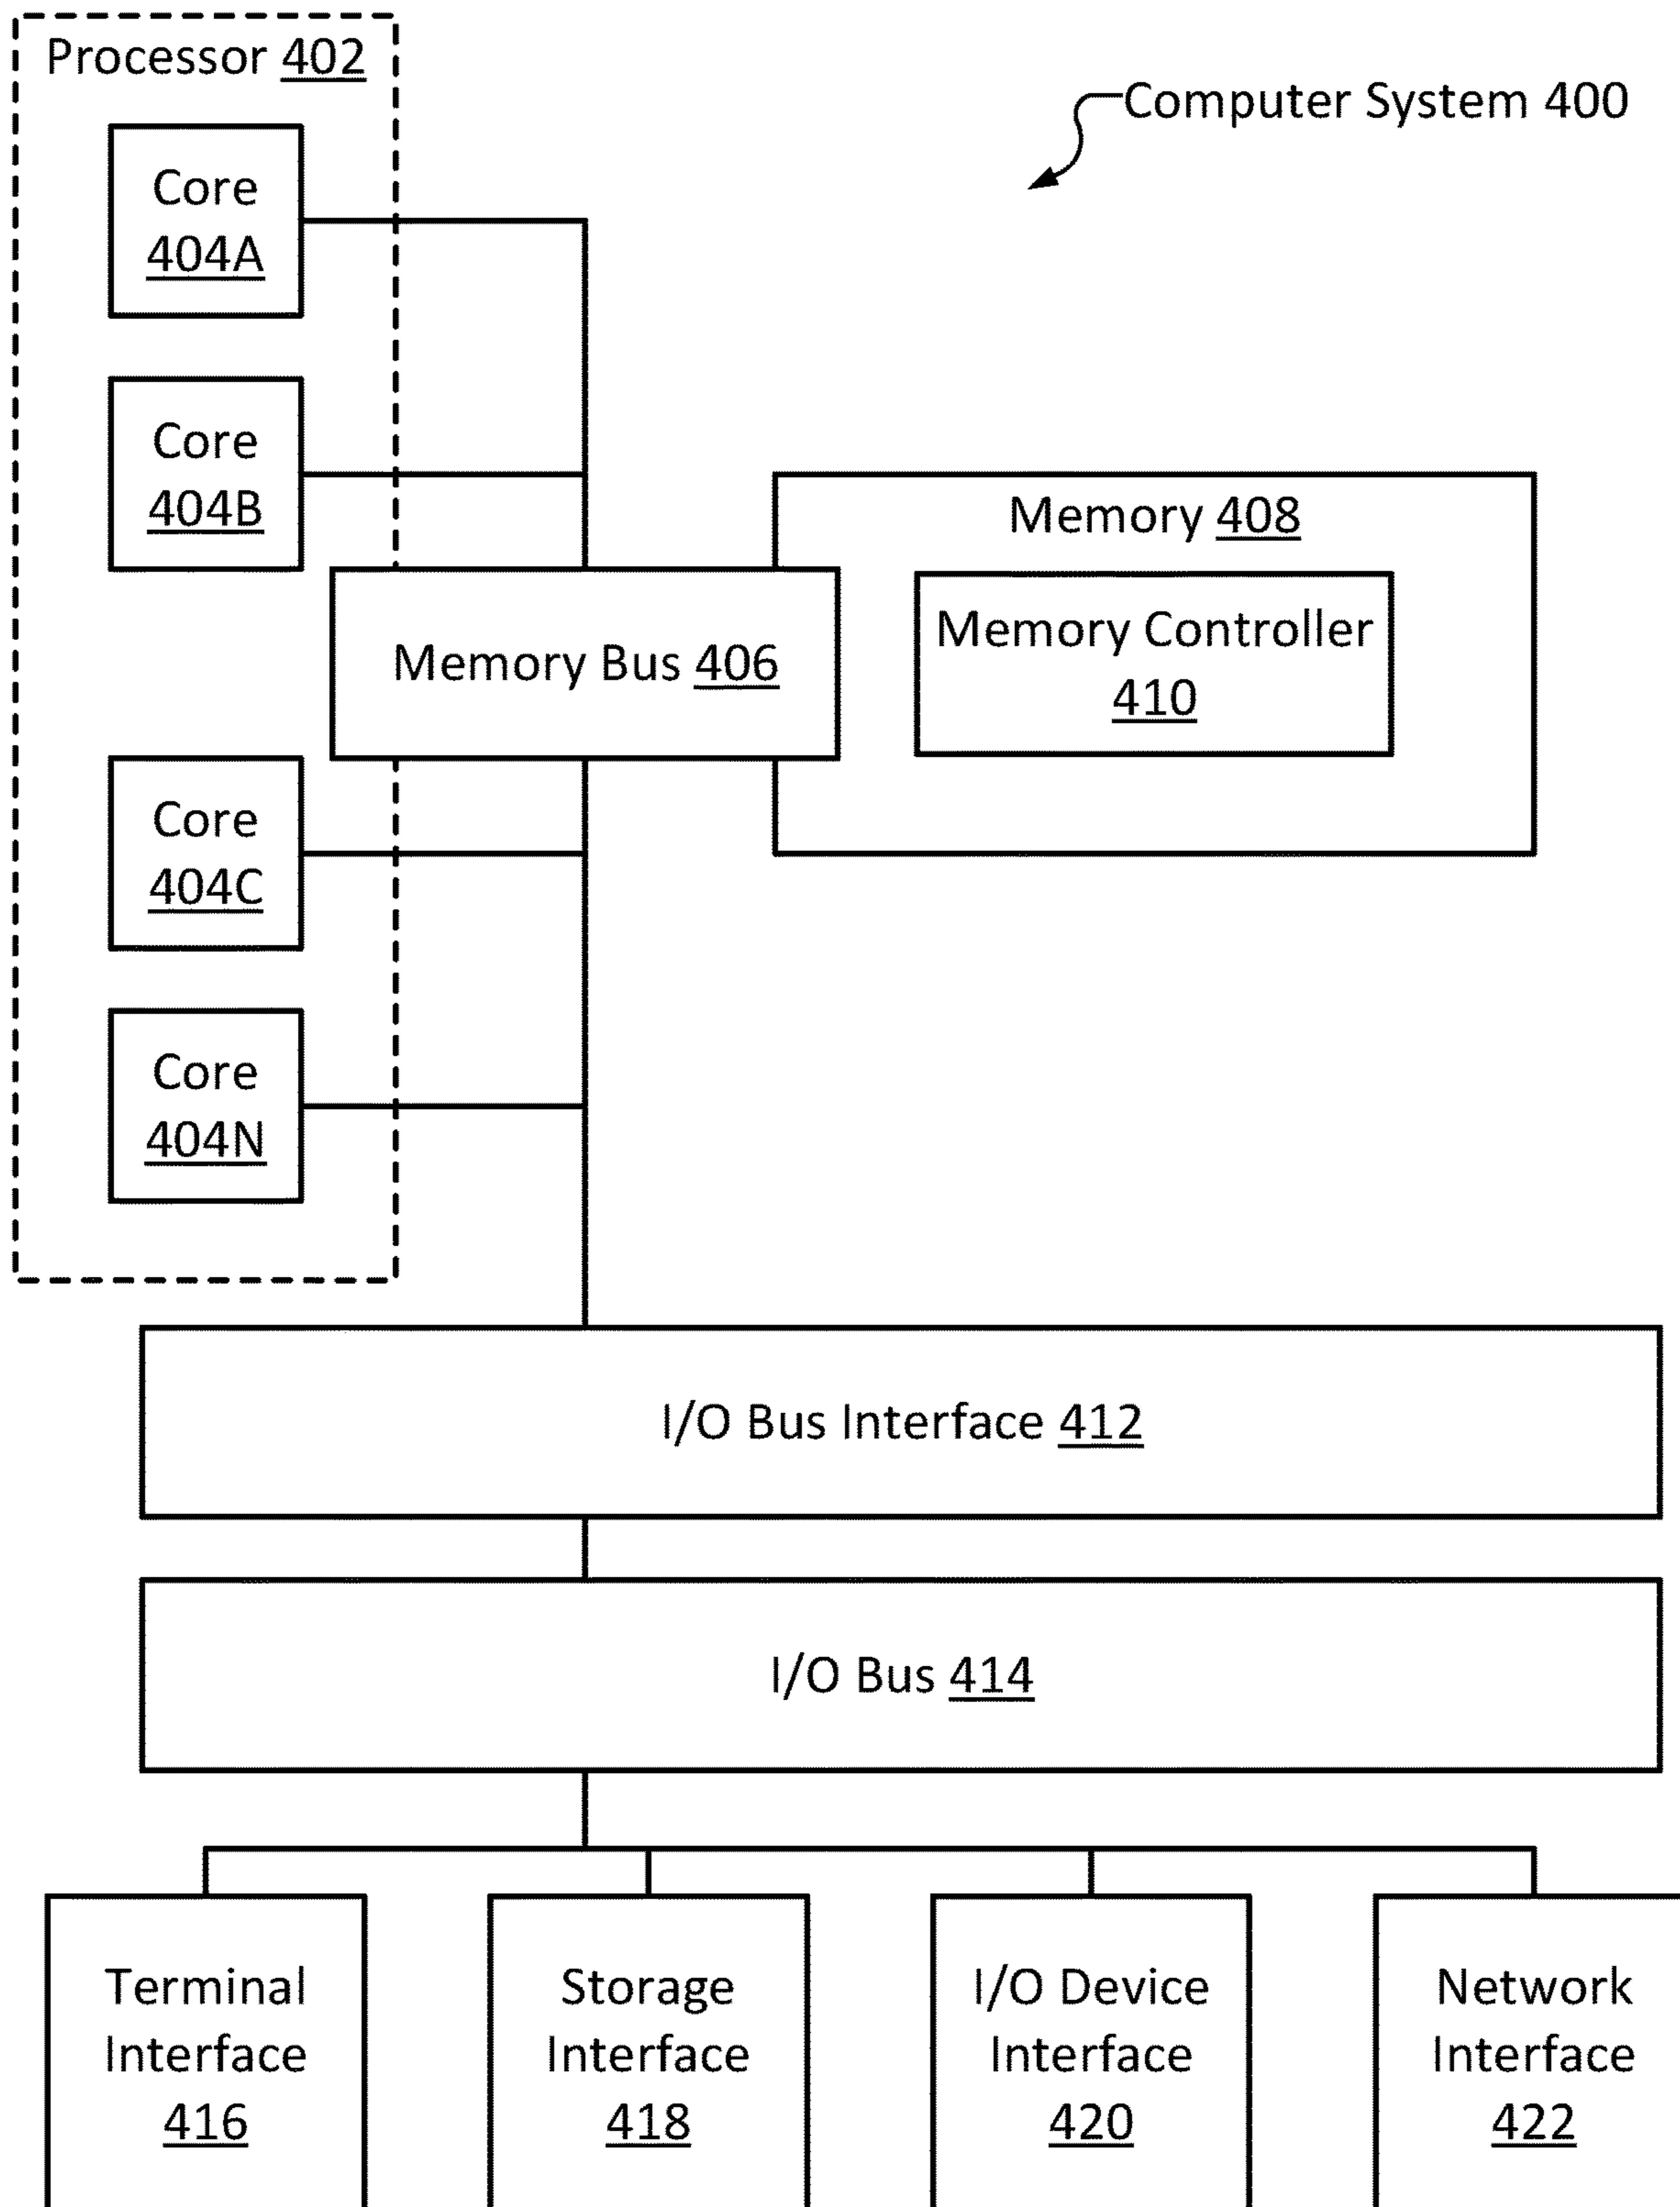 Processor 402
Computer System 400
Core
404A
Core
404B
Memory 408
Memory Controller
410
Memory Bus 406
Core
404C
Core
404N
I/O Bus Interface 412
I/O Bus 414
Terminal
Interface
416
Storage
Interface
418
I/O Device
Interface
420
Network
Interface
422